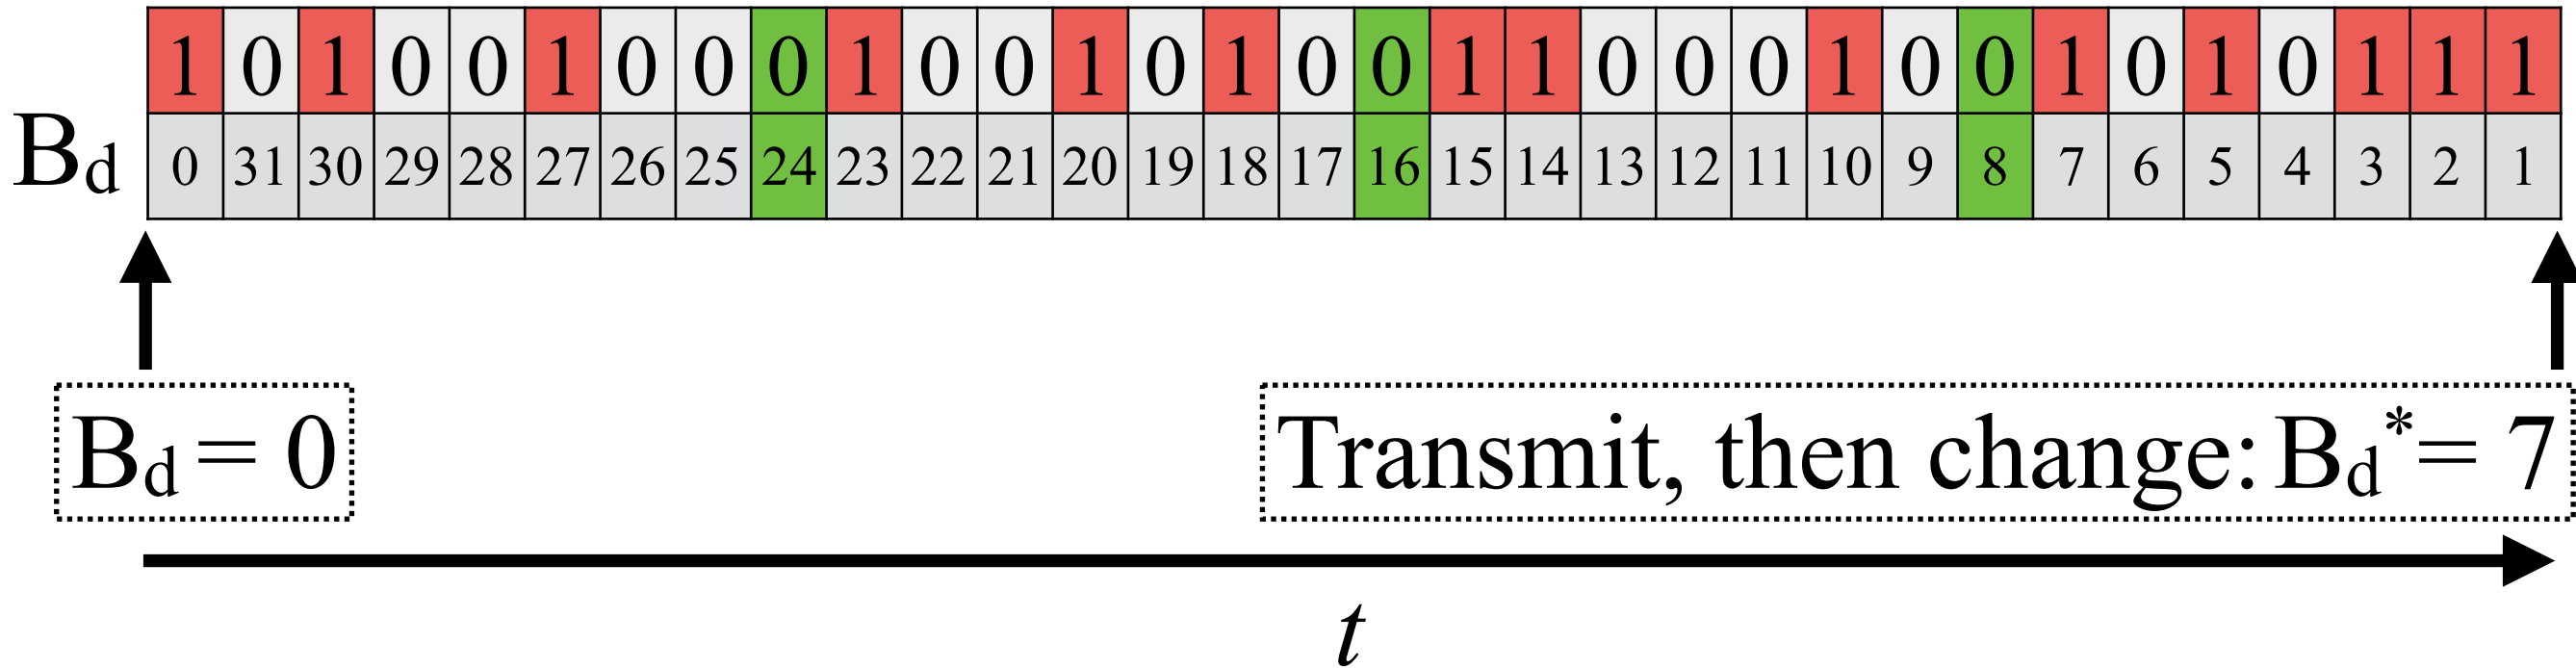 1 0 1 0 0 1 0 0 0 1 0 0 1 0 1 0 0 1 1 0 0 0 1 0 0 1 0 1 0 1 1 1
B_d 0 31 30 29 28 27 26 25 24 23 22 21 20 19 18 17 16 15 14 13 12 11 10 9 8 7 6 5 4 3 2 1
B_d = 0
Transmit, then change: B_d* = 7
t